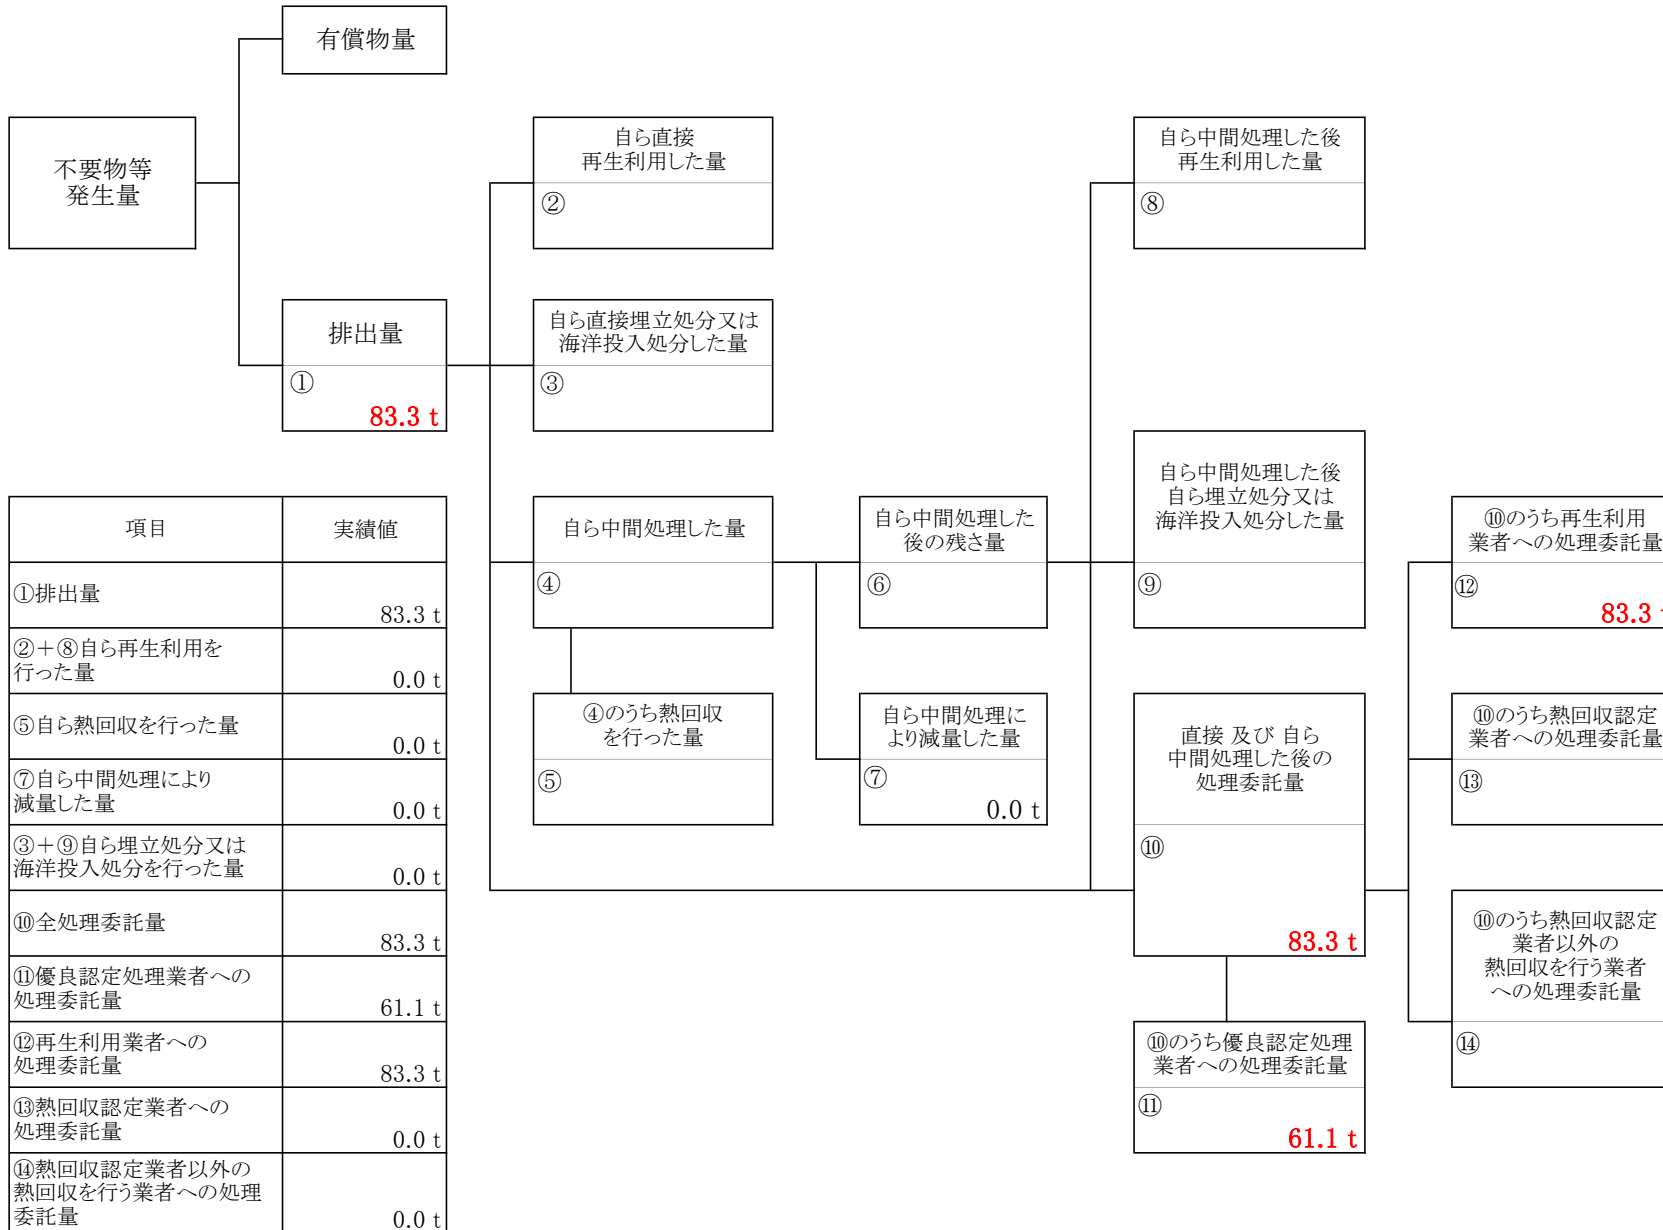 有償物量
不要物等
発生量
自ら直接
再生利用した量
②
自ら中間処理した後
再生利用した量
⑧
排出量
①
83.3 t
自ら直接埋立処分又は
海洋投入処分した量
③
自ら中間処理した量
④
自ら中間処理した
後の残さ量
⑥
自ら中間処理した後
自ら埋立処分又は
海洋投入処分した量
⑨
⑩のうち再生利用
業者への処理委託量
⑫
83.3 t
④のうち熱回収
を行った量
⑤
自ら中間処理に
より減量した量
⑦
0.0 t
直接 及び 自ら
中間処理した後の
処理委託量
⑩
83.3 t
⑩のうち熱回収認定
業者への処理委託量
⑬
⑩のうち熱回収認定
業者以外の
熱回収を行う業者
への処理委託量
⑭
⑩のうち優良認定処理
業者への処理委託量
⑪
61.1 t
項目 実績値
①排出量
83.3 t
②＋⑧自ら再生利用を
行った量
0.0 t
⑤自ら熱回収を行った量
0.0 t
⑦自ら中間処理により
減量した量
0.0 t
③＋⑨自ら埋立処分又は
海洋投入処分を行った量
0.0 t
⑩全処理委託量
83.3 t
⑪優良認定処理業者への
処理委託量
61.1 t
⑫再生利用業者への
処理委託量
83.3 t
⑬熱回収認定業者への
処理委託量
0.0 t
⑭熱回収認定業者以外の
熱回収を行う業者への処理
委託量
0.0 t